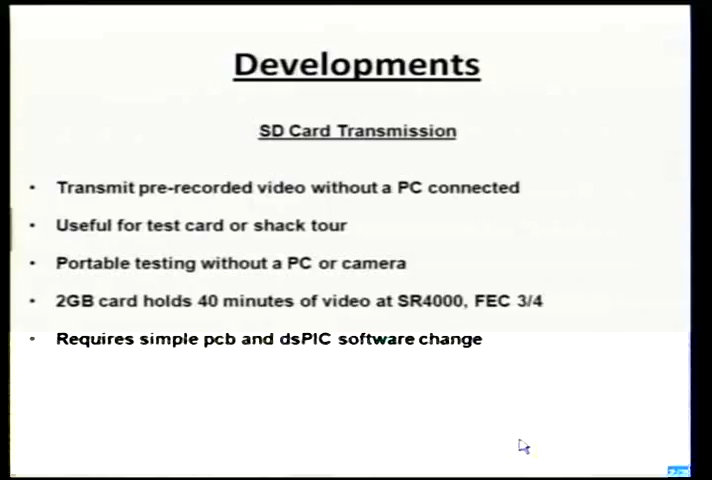 Developments
SD Card Transmission
• Transmit pre-recorded video without a PC connected
• Useful for test card or shack tour
• Portable testing without a PC or camera
• 2GB card holds 40 minutes of video at SR4000, FEC 3/4
• Requires simple pcb and dsPIC software change